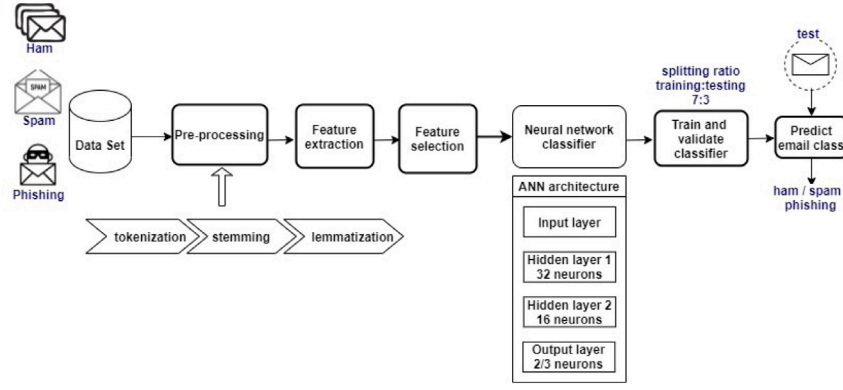 Ham
SPAM
Spam
Phishing
Data Set
Pre-processing
tokenization
stemming
lemmatization
Feature
extraction
Feature
selection
Neural network
classifier
ANN architecture
Input layer
Hidden layer 1
32 neurons
Hidden layer 2
16 neurons
Output layer
2/3 neurons
splitting ratio
training:testing
7:3
Train and
validate
classifier
test
Predict
email class
ham / spam
phishing